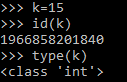 >>> k=15
>>> id(k)
1966858201840
>>> type(k)
<class 'int'>